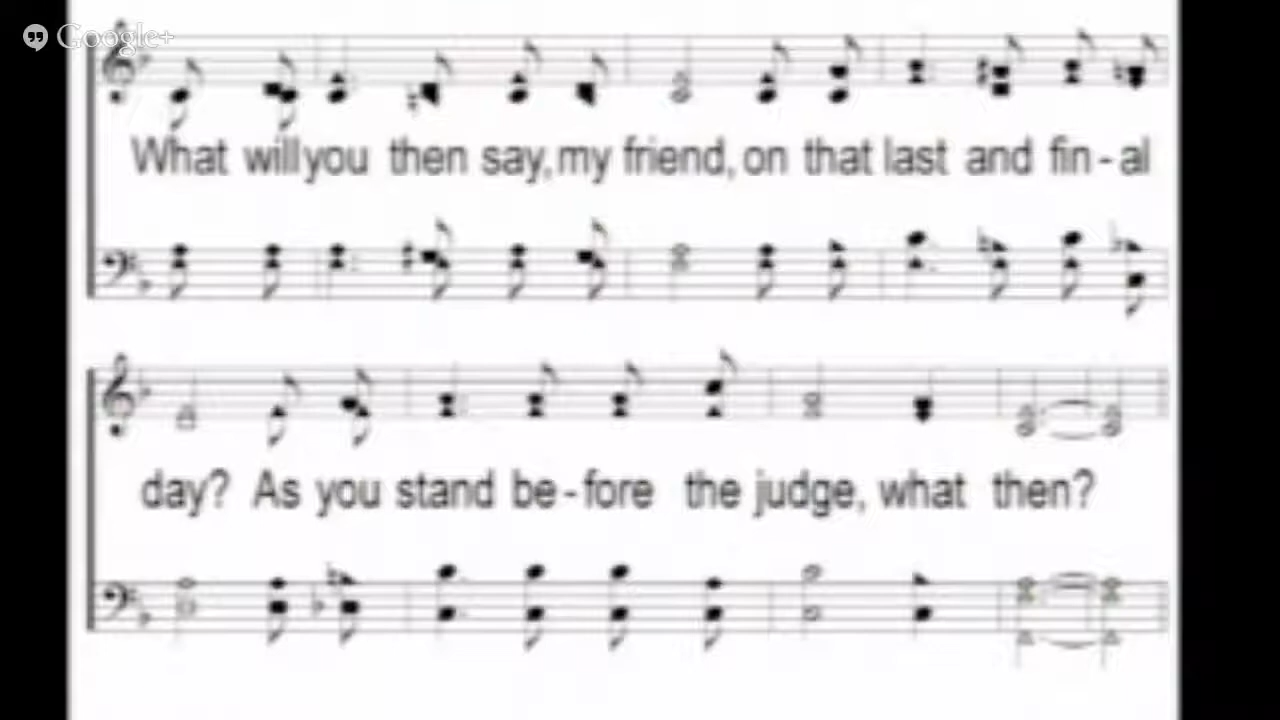 Google+
What will you then say, my friend, on that last and fin - al
day? As you stand be - fore the judge, what then?